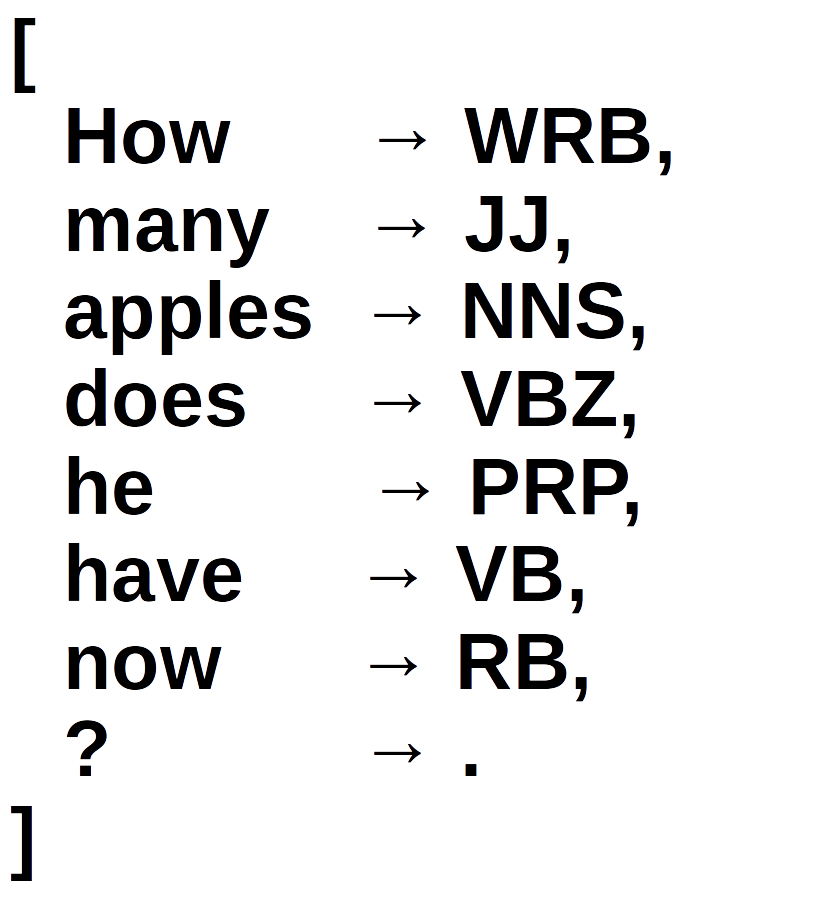 [
How → WRB,
many → JJ,
apples → NNS,
does → VBZ,
he → PRP,
have → VB,
now → RB,
? → .
]